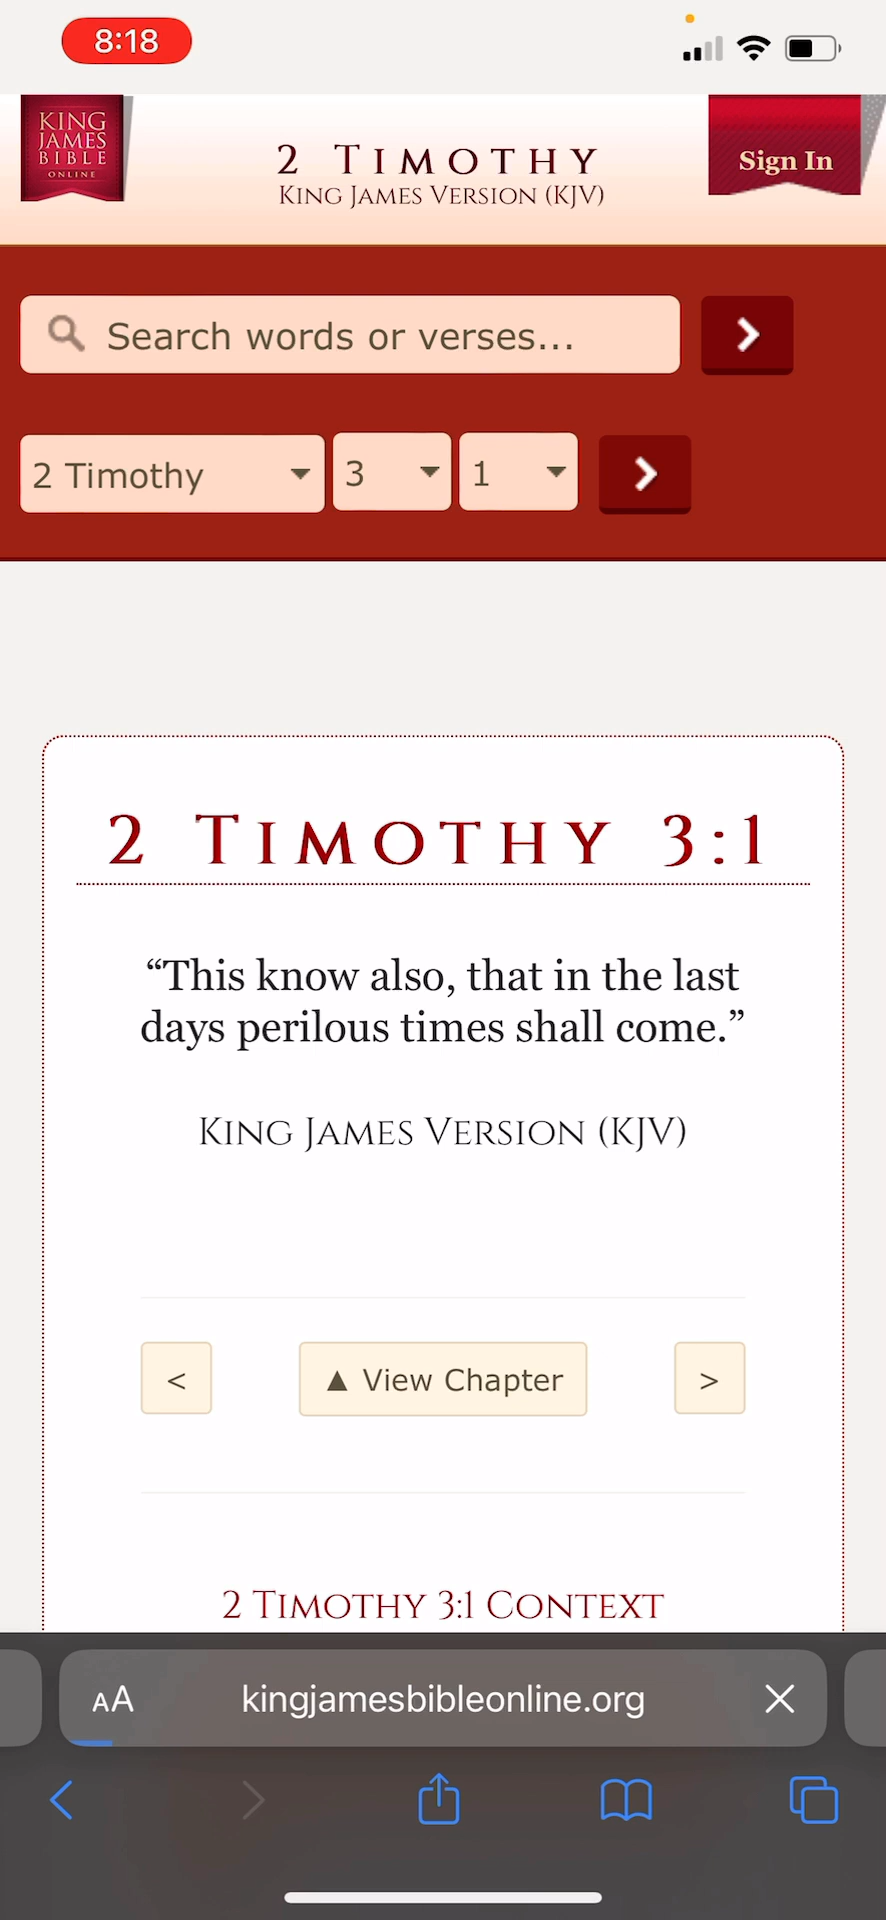 8:18
KING
JAMES
BIBLE
ONLINE
2 TIMOTHY
KING JAMES VERSION (KJV)
Sign In
Search words or verses...
2 Timothy 3 1
2 TIMOTHY 3:1
“This know also, that in the last
days perilous times shall come.”
KING JAMES VERSION (KJV)
< ▲ View Chapter >
2 TIMOTHY 3:1 CONTEXT
AA kingjamesbibleonline.org